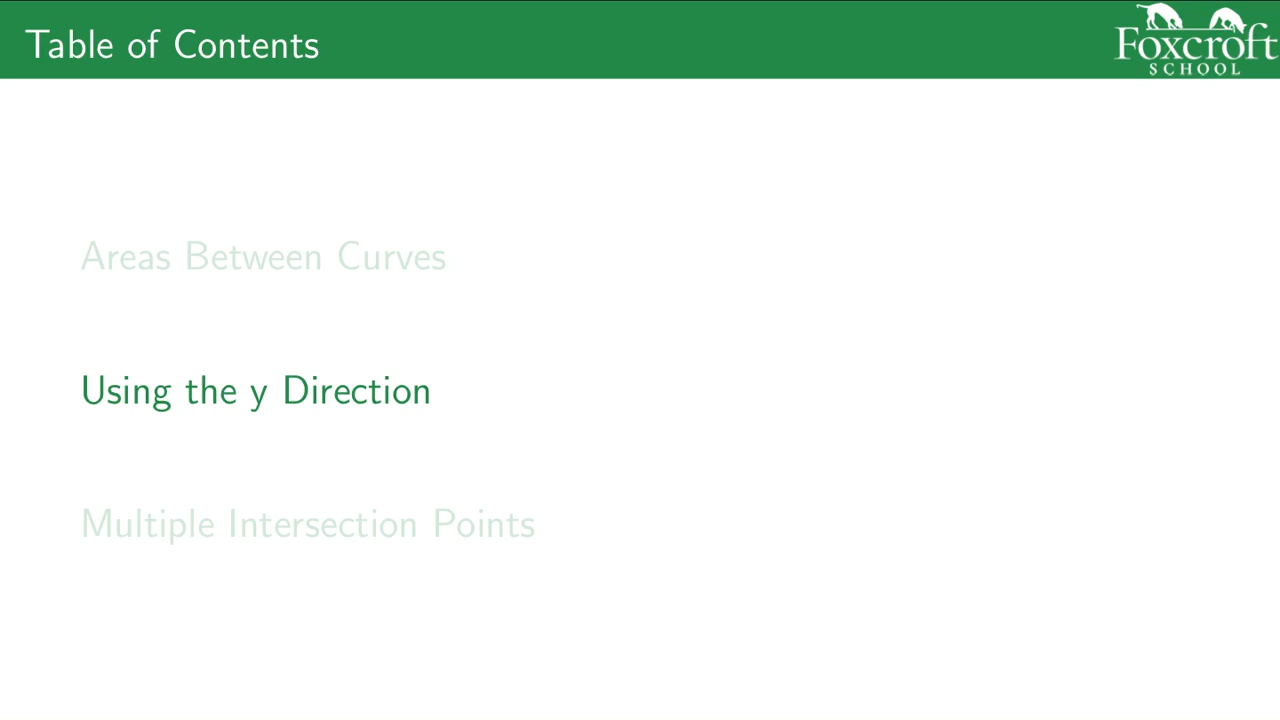 Table of Contents
Foxcroft
SCHOOL
Areas Between Curves
Using the y Direction
Multiple Intersection Points